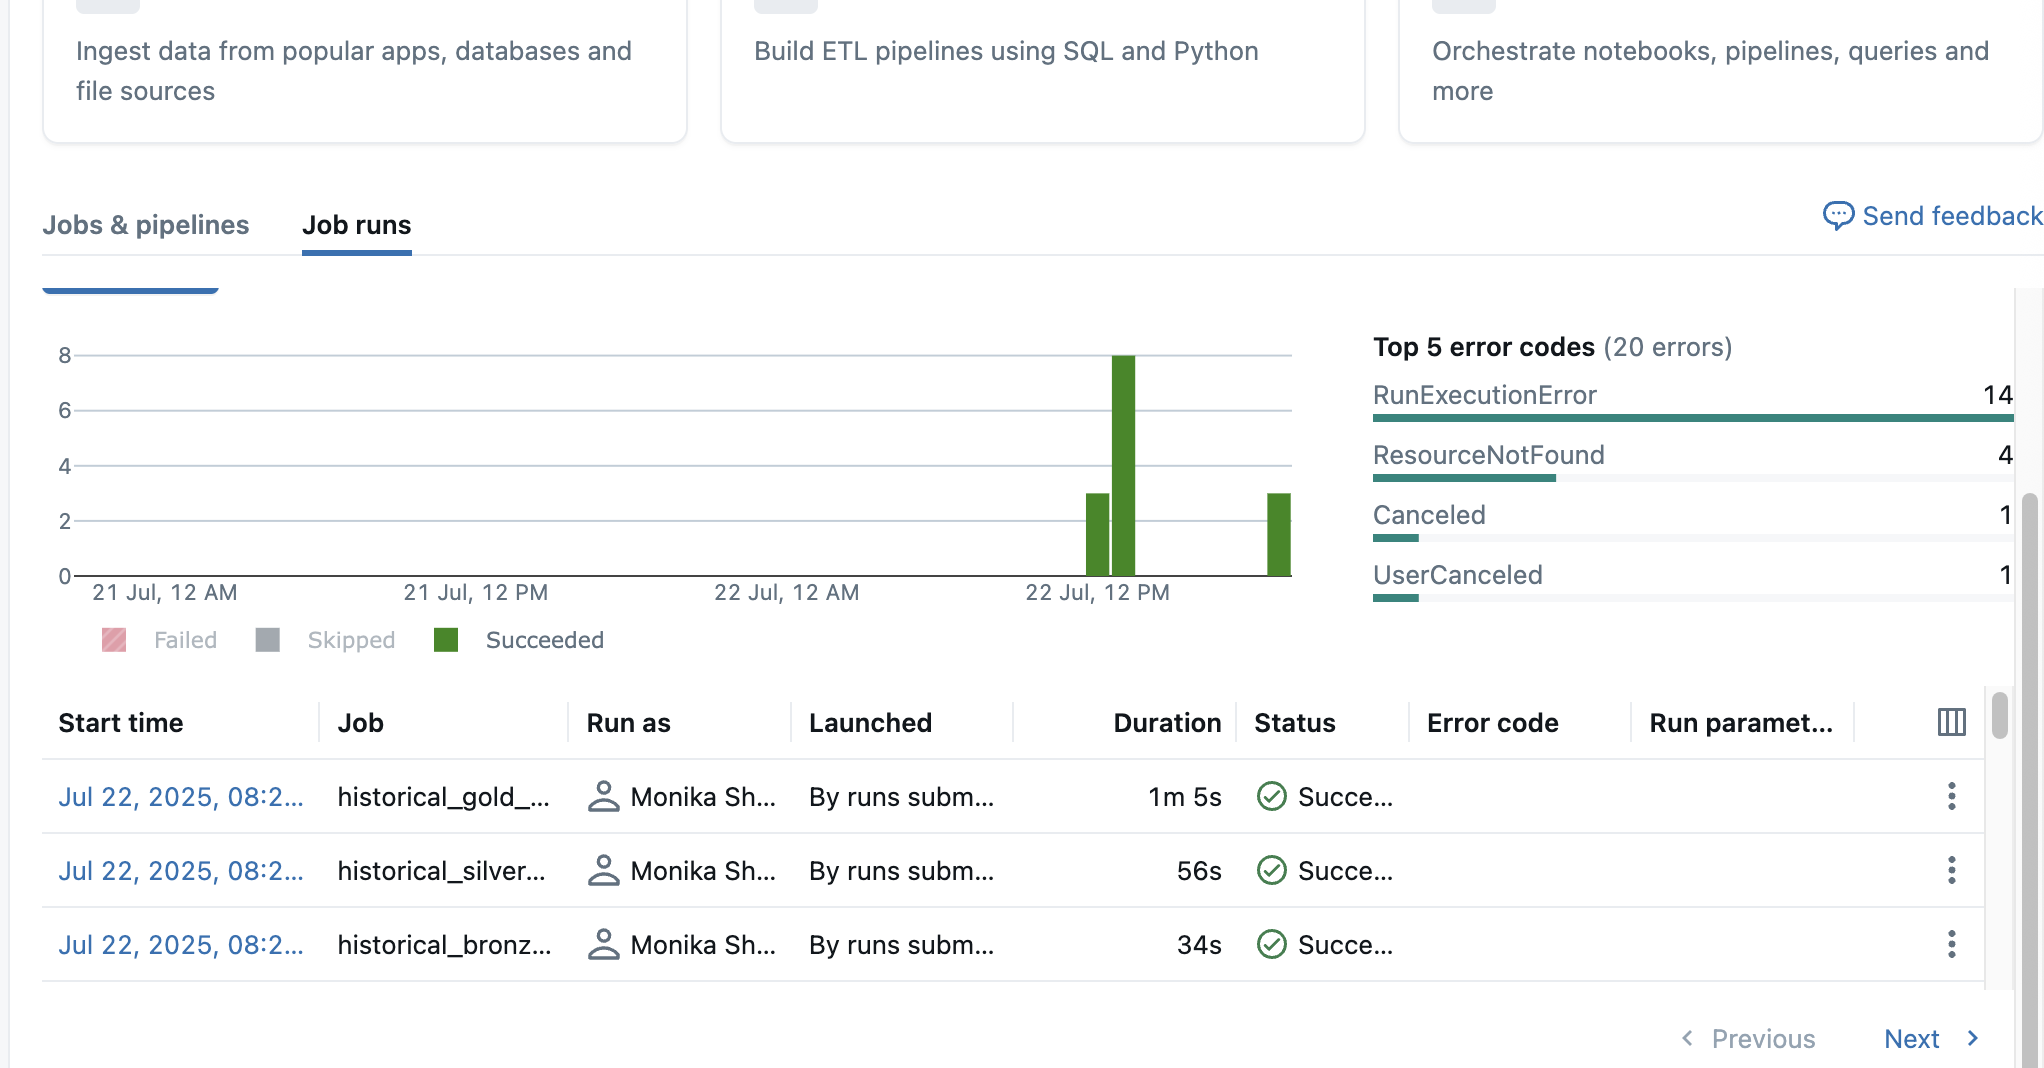 Ingest data from popular apps, databases and
file sources
Build ETL pipelines using SQL and Python
Orchestrate notebooks, pipelines, queries and
more
Jobs & pipelines
Job runs
Send feedback
8
6
4
2
0
21 Jul, 12 AM
21 Jul, 12 PM
22 Jul, 12 AM
22 Jul, 12 PM
Failed
Skipped
Succeeded
Top 5 error codes (20 errors)
RunExecutionError 14
ResourceNotFound 4
Canceled 1
UserCanceled 1
Start time Job Run as Launched Duration Status Error code Run paramet...
Jul 22, 2025, 08:2... historical_gold_... Monika Sh... By runs subm... 1m 5s Succe...
Jul 22, 2025, 08:2... historical_silver... Monika Sh... By runs subm... 56s Succe...
Jul 22, 2025, 08:2... historical_bronz... Monika Sh... By runs subm... 34s Succe...
Previous Next